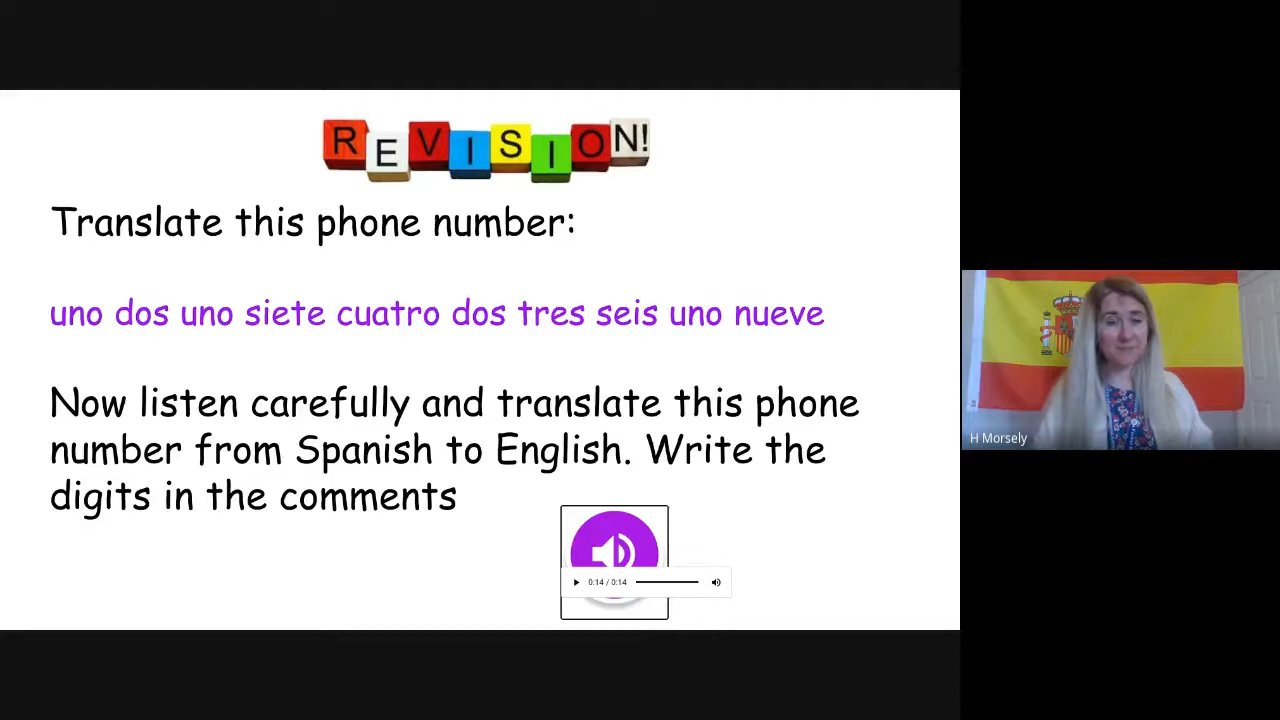 REVISION!
Translate this phone number:
uno dos uno siete cuatro dos tres seis uno nueve
Now listen carefully and translate this phone
number from Spanish to English. Write the
digits in the comments
0:14 / 0:14
H Morsely